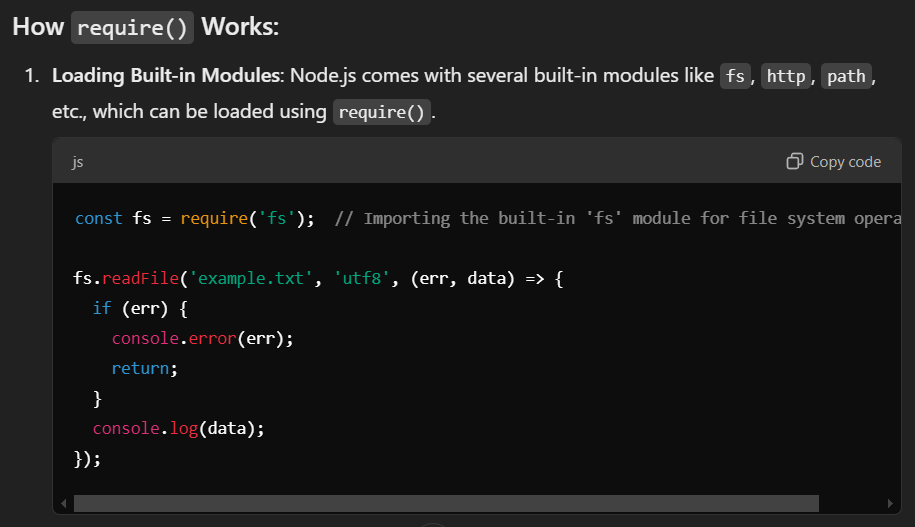 How require() Works:
1. Loading Built-in Modules: Node.js comes with several built-in modules like fs, http, path,
etc., which can be loaded using require().
js
Copy code
const fs = require('fs');  // Importing the built-in 'fs' module for file system opera
fs.readFile('example.txt', 'utf8', (err, data) => {
  if (err) {
    console.error(err);
    return;
  }
  console.log(data);
});